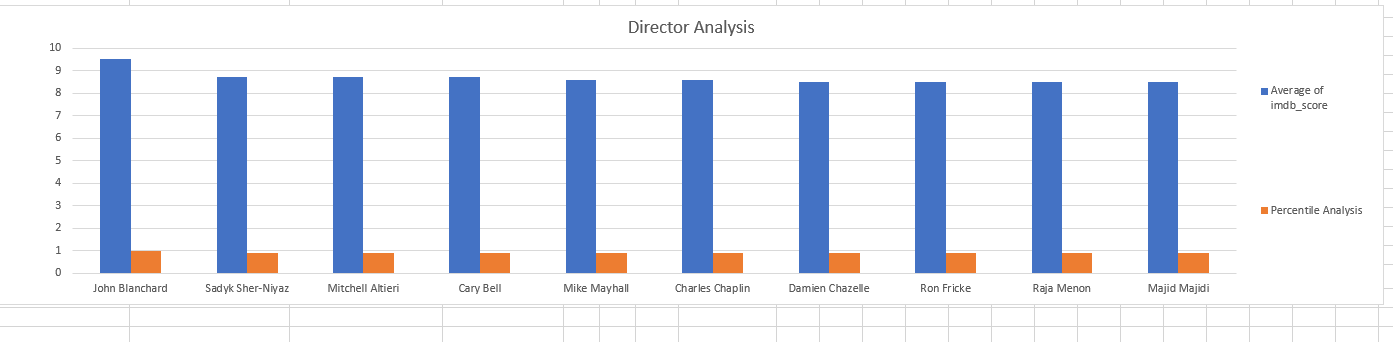 Director Analysis
10
9
8
7
6
5
4
3
2
1
0
John Blanchard
Sadyk Sher-Niyaz
Mitchell Altieri
Cary Bell
Mike Mayhall
Charles Chaplin
Damien Chazelle
Ron Fricke
Raja Menon
Majid Majidi
Average of
imdb_score
Percentile Analysis